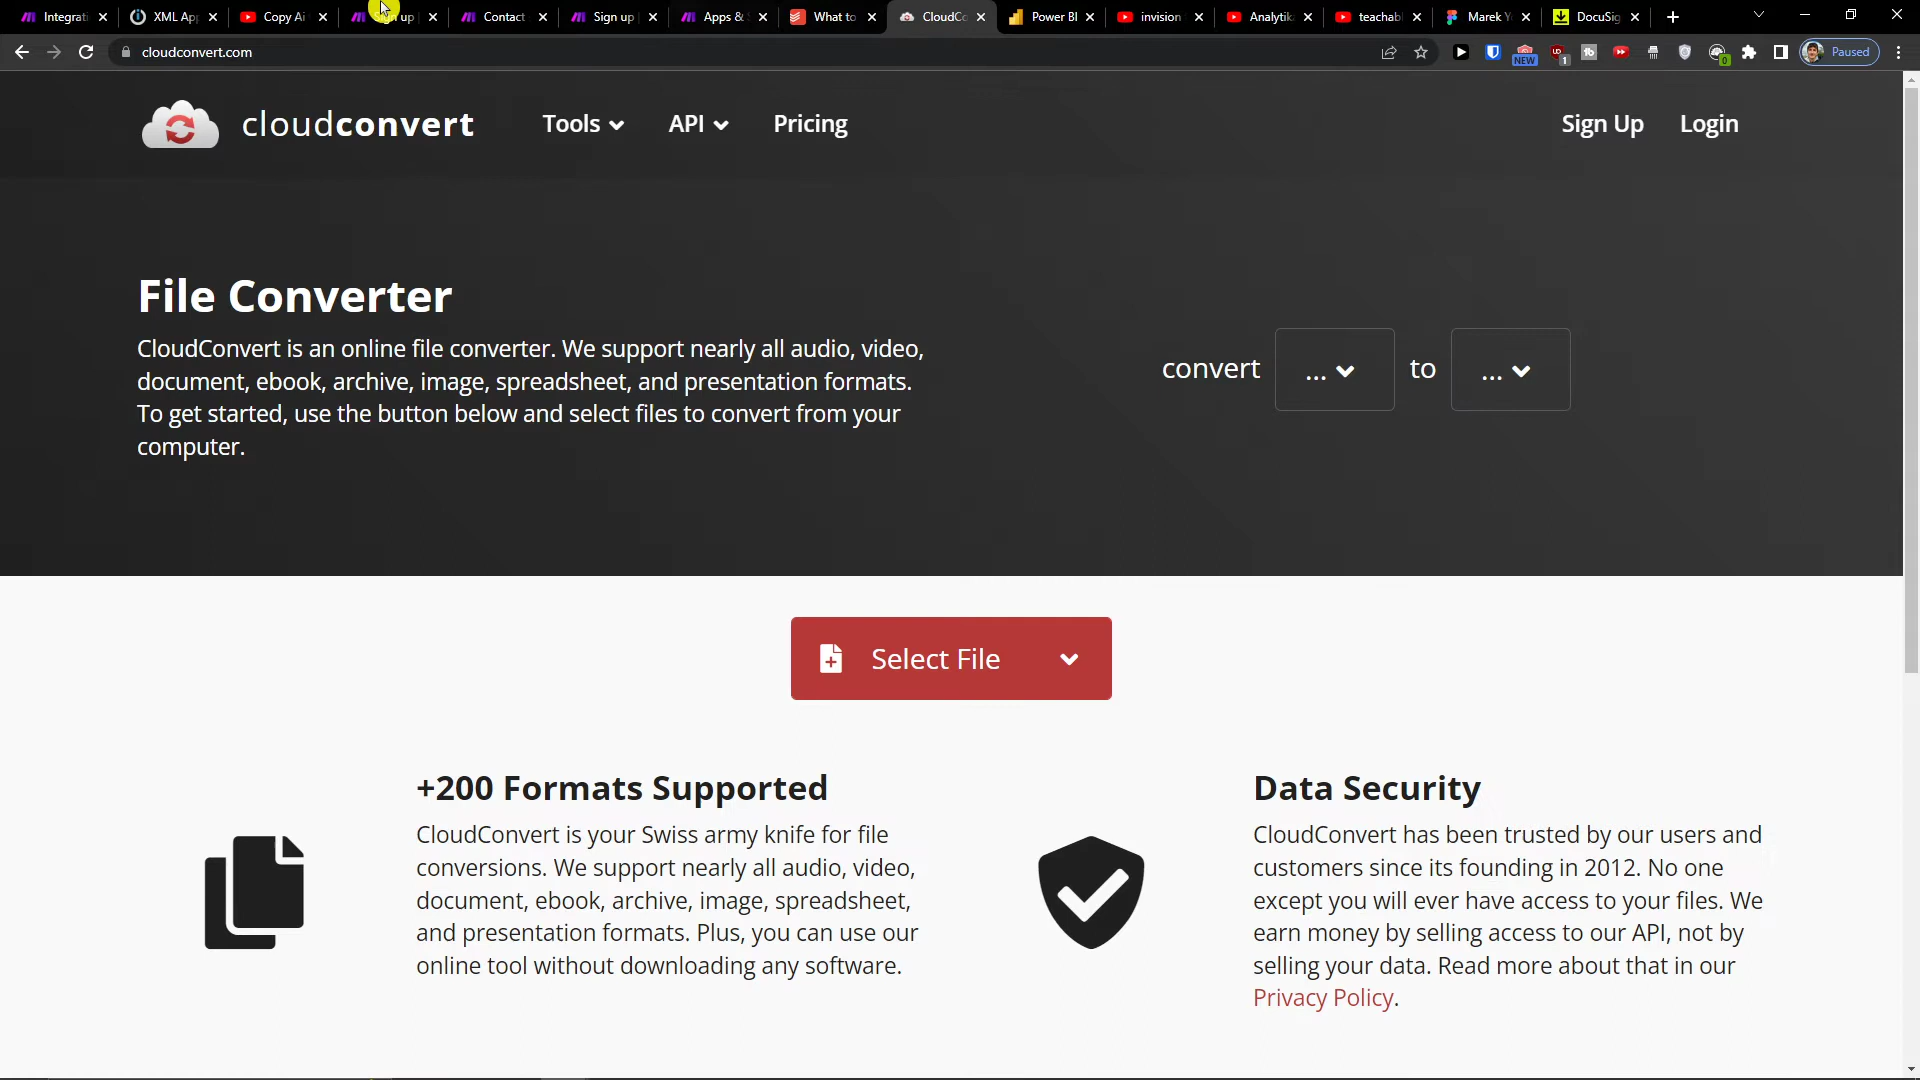 Integrati
XML App
Copy Ai
Sign up
Contact
Sign up
Apps &
What to
CloudCo
Power BI
invision
Analytik
teachabl
Marek Y
DocuSig
cloudconvert.com
NEW
1
0
Paused
cloudconvert
Tools
API
Pricing
Sign Up
Login
File Converter
CloudConvert is an online file converter. We support nearly all audio, video,
document, ebook, archive, image, spreadsheet, and presentation formats.
To get started, use the button below and select files to convert from your
computer.
convert ... to ...
Select File
+200 Formats Supported
CloudConvert is your Swiss army knife for file
conversions. We support nearly all audio, video,
document, ebook, archive, image, spreadsheet,
and presentation formats. Plus, you can use our
online tool without downloading any software.
Data Security
CloudConvert has been trusted by our users and
customers since its founding in 2012. No one
except you will ever have access to your files. We
earn money by selling access to our API, not by
selling your data. Read more about that in our
Privacy Policy.